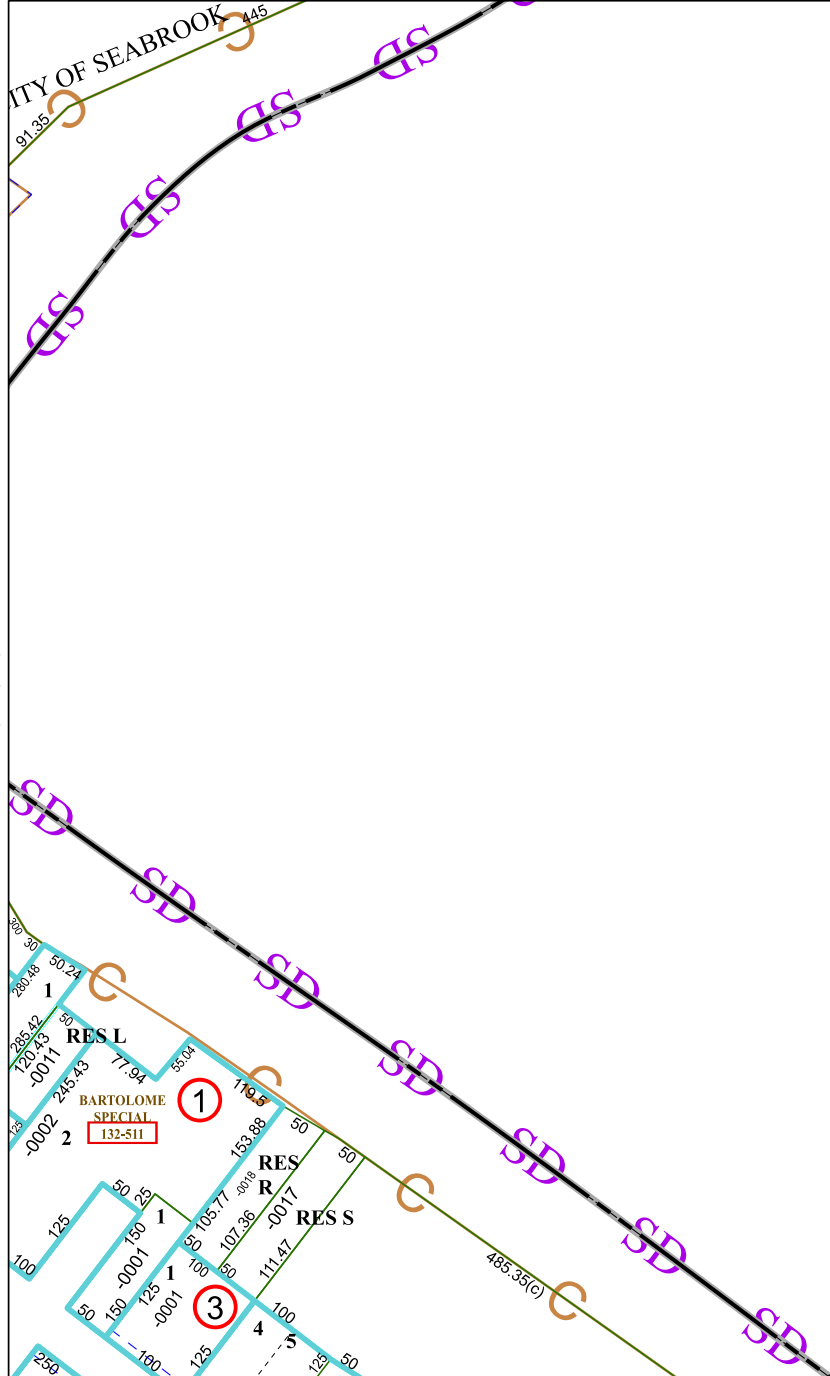 ITY OF SEABROOK
445
C
C
91.35
SD
SD
SD
SD
SD
SD
SD
SD
SD
SD
SD
300
30
50.24
C
280.48
1
285.42
120.43
-0011
50
RES L
77.94
55.04
245.43
119.5
C
BARTOLOME
SPECIAL
132-511
1
125
-0002
2
153.88
50
50
RES
R
-0018
-0017
RES S
105.77
107.36
111.47
C
485.35(c)
C
50
25
125
150
1
-0001
100
50
150
50
100
50
1
125
-0001
3
100
4
5
100
125
125
50
250